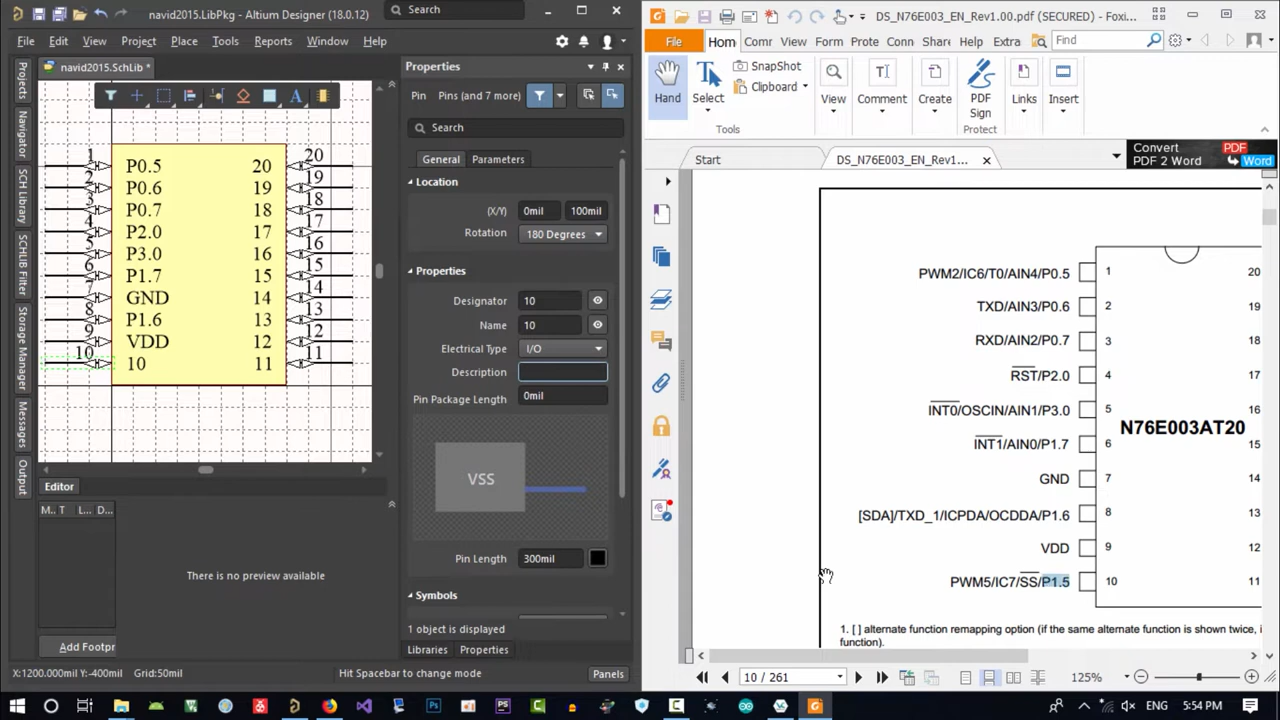 navid2015.LibPkg - Altium Designer (18.0.12)
Search
File Edit View Project Place Tools Reports Window Help
navid2015.SchLib *
Projects
Navigator
SCH Library
SCHLIB Filter
Storage Manager
Messages
Output
1 P0.5 20 20
2 P0.6 19 19
3 P0.7 18 18
4 P2.0 17 17
5 P3.0 16 16
6 P1.7 15 15
7 GND 14 14
8 P1.6 13 13
9 VDD 12 12
10 10 11 11
Editor
M.. T L... D...
There is no preview available
Add Footpr
X:1200.000mil Y:-400mil Grid:50mil
Hit Surfacehub to change mode
Properties
Pin Pins (and 7 more)
Search
General Parameters
Location
(X/Y) 0mil 100mil
Rotation 180 Degrees
Properties
Designator 10
Name 10
Electrical Type I/O
Description
Pin Package Length 0mil
VSS
Pin Length 300mil
Symbols
1 object is displayed
Libraries Properties
Panels
DS_N76E003_EN_Rev1.00.pdf (SECURED) - Foxi...
File Hom Comr View Form Prote Conn Share Help Extra Find
Hand
Select
SnapShot
Clipboard
Tools
View
Comment
Create
PDF Sign
Protect
Links
Insert
Start
DS_N76E003_EN_Rev1...
Convert PDF
PDF 2 Word Word
PWM2/IC6/T0/AIN4/P0.5 1 20
TXD/AIN3/P0.6 2 19
RXD/AIN2/P0.7 3 18
RST/P2.0 4 17
INT0/OSCIN/AIN1/P3.0 5 16
N76E003AT20
INT1/AIN0/P1.7 6 15
GND 7 14
[SDA]/TXD_1/ICPDA/OCDDA/P1.6 8 13
VDD 9 12
PWM5/IC7/SS/P1.5 10 11
1. [ ] alternate function remapping option (if the same alternate function is shown twice, i
function).
10 / 261
125%
ENG 5:54 PM